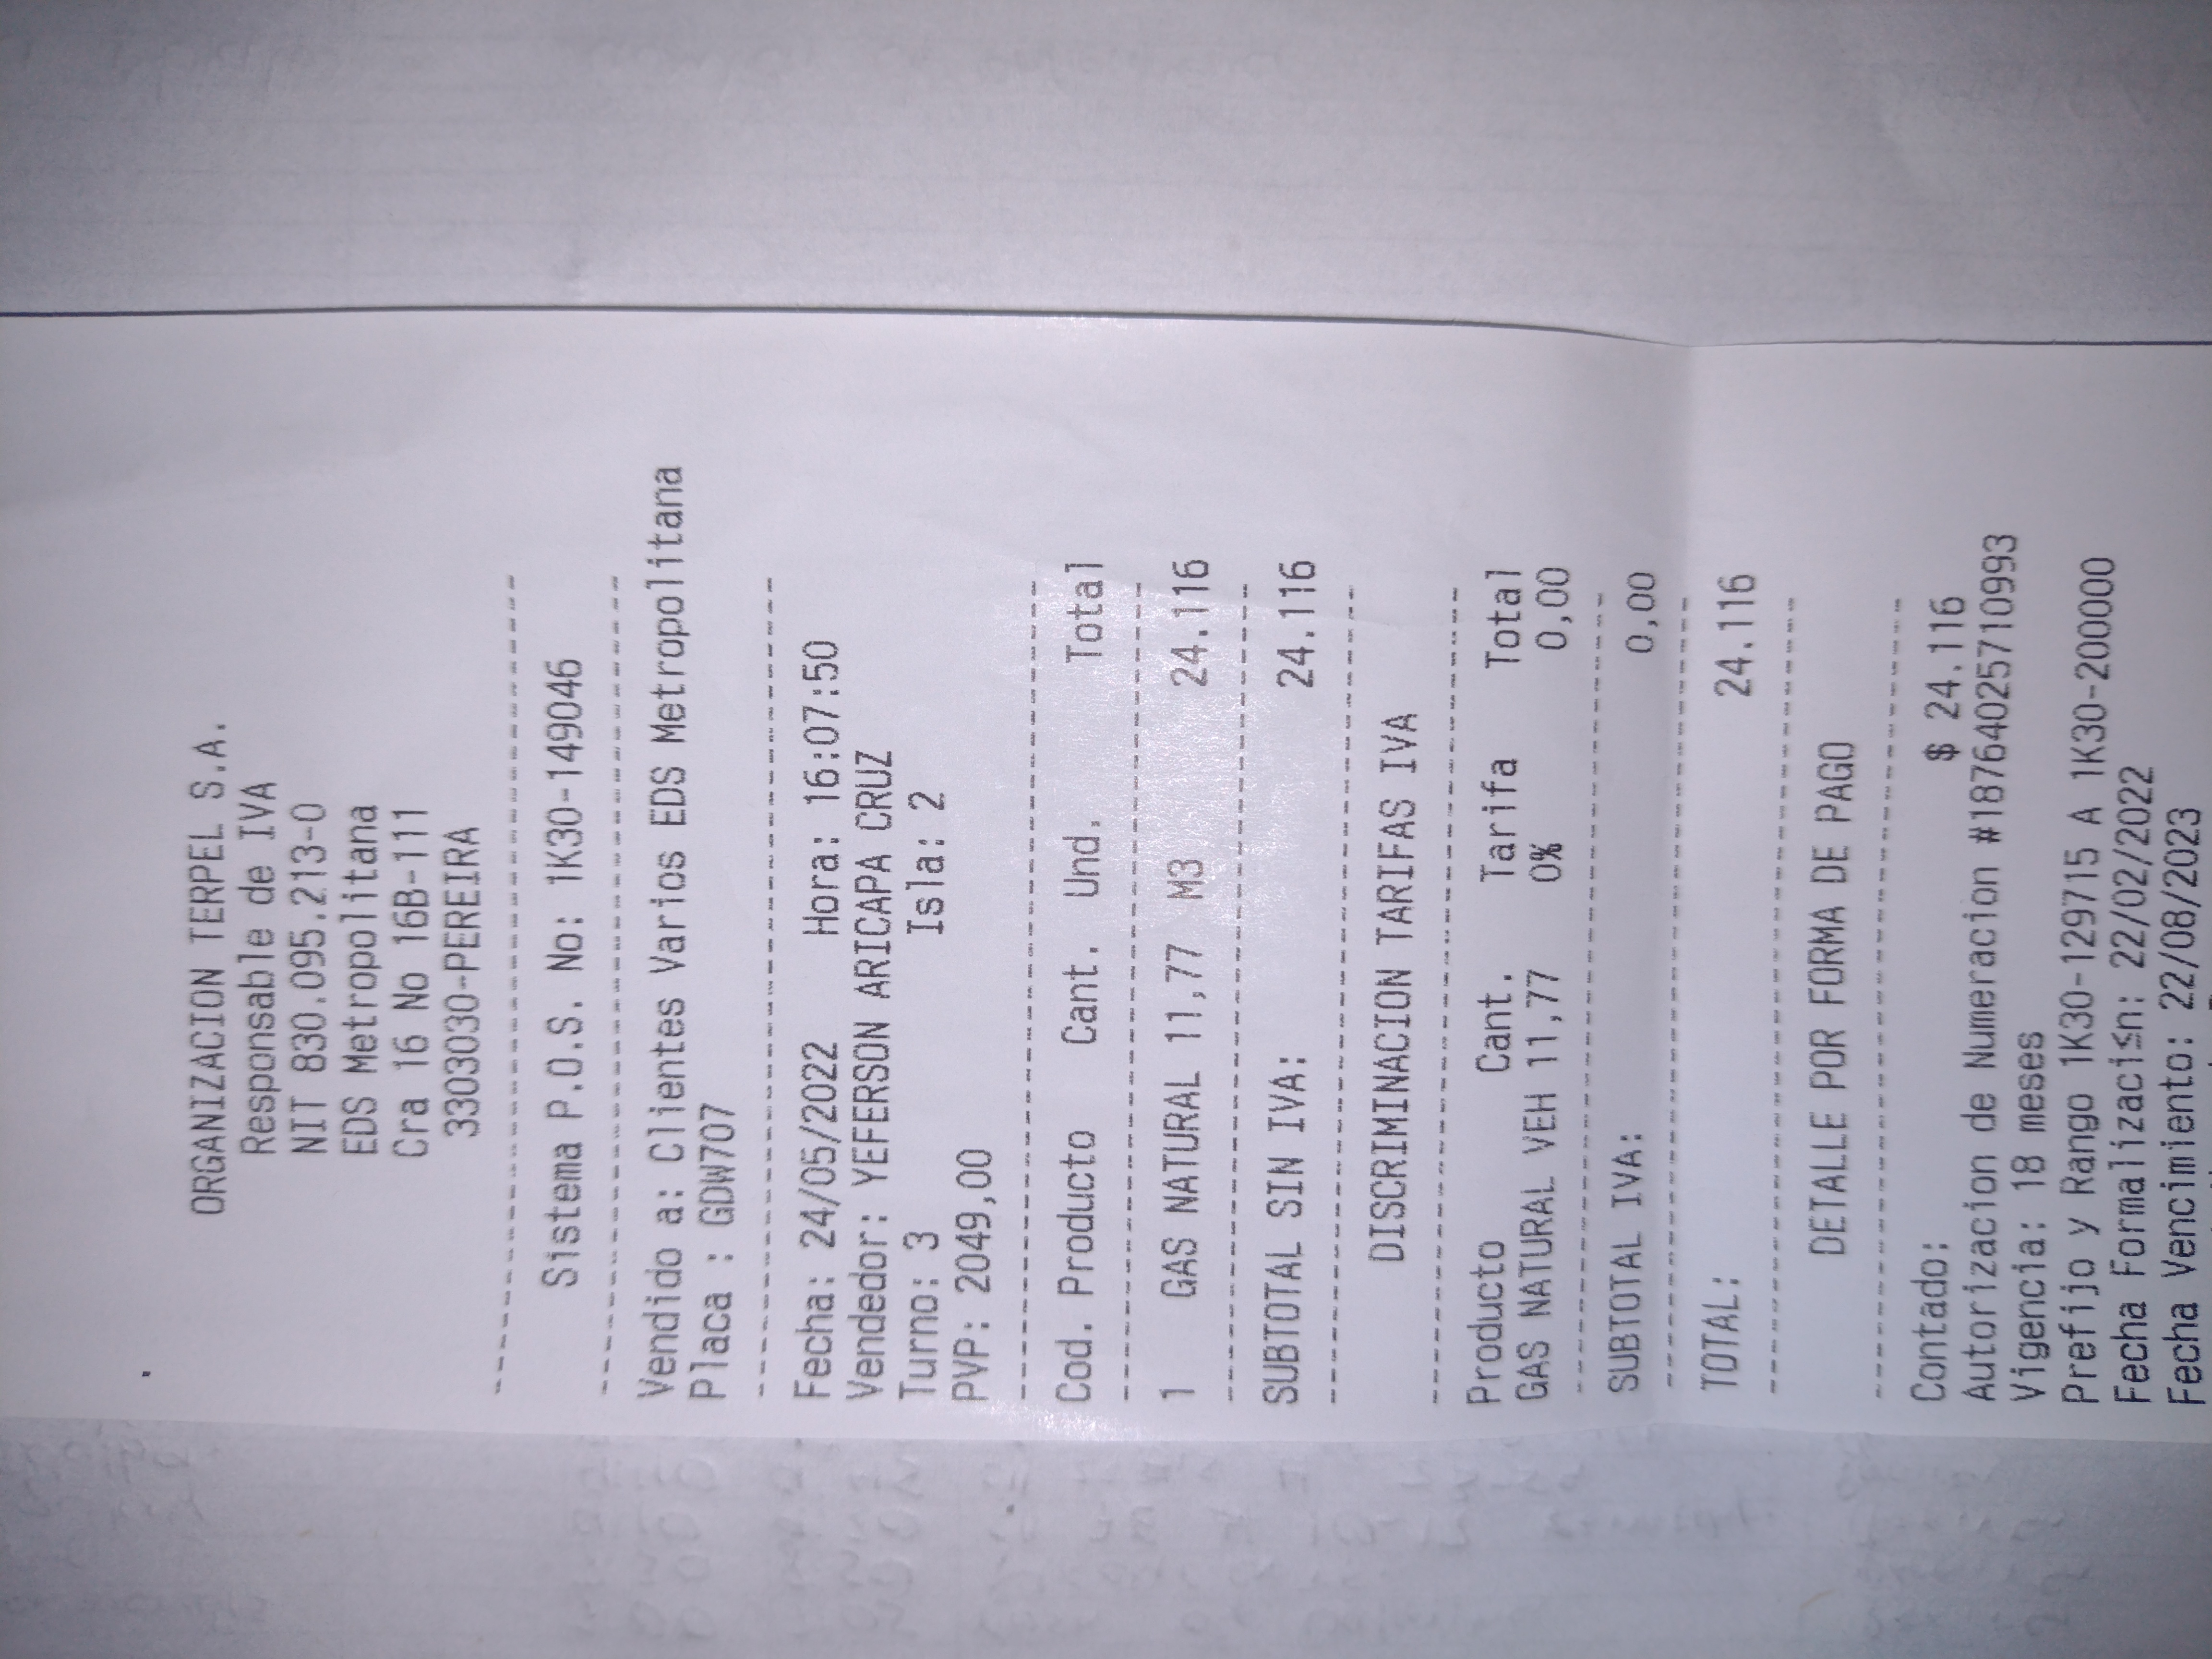 ORGANIZACION TERPEL S.A.
Responsable de IVA
NIT 830.095.213-0
EDS Metropolitana
Cra 16 No 16B-111
3303030-PEREIRA
Sistema P.O.S. No: 1K30-149046
Vendido a: Clientes Varios EDS Metropolitana
Placa : GDW707
Fecha: 24/05/2022 Hora: 16:07:50
Vendedor: YEFERSON ARICAPA CRUZ
Turno: 3 Isla: 2
PVP: 2049,00
Cod. Producto Cant. Und. Total
1 GAS NATURAL 11,77 M3 24.116
SUBTOTAL SIN IVA: 24.116
DISCRIMINACION TARIFAS IVA
Producto Cant. Tarifa Total
GAS NATURAL VEH 11,77 0% 0,00
SUBTOTAL IVA: 0,00
TOTAL: 24.116
DETALLE POR FORMA DE PAGO
Contado: $ 24.116
Autorizacion de Numeracion #18764025710993
Vigencia: 18 meses
Prefijo y Rango 1K30-129715 A 1K30-200000
Fecha Formalizaci≤n: 22/02/2022
Fecha Vencimiento: 22/08/2023